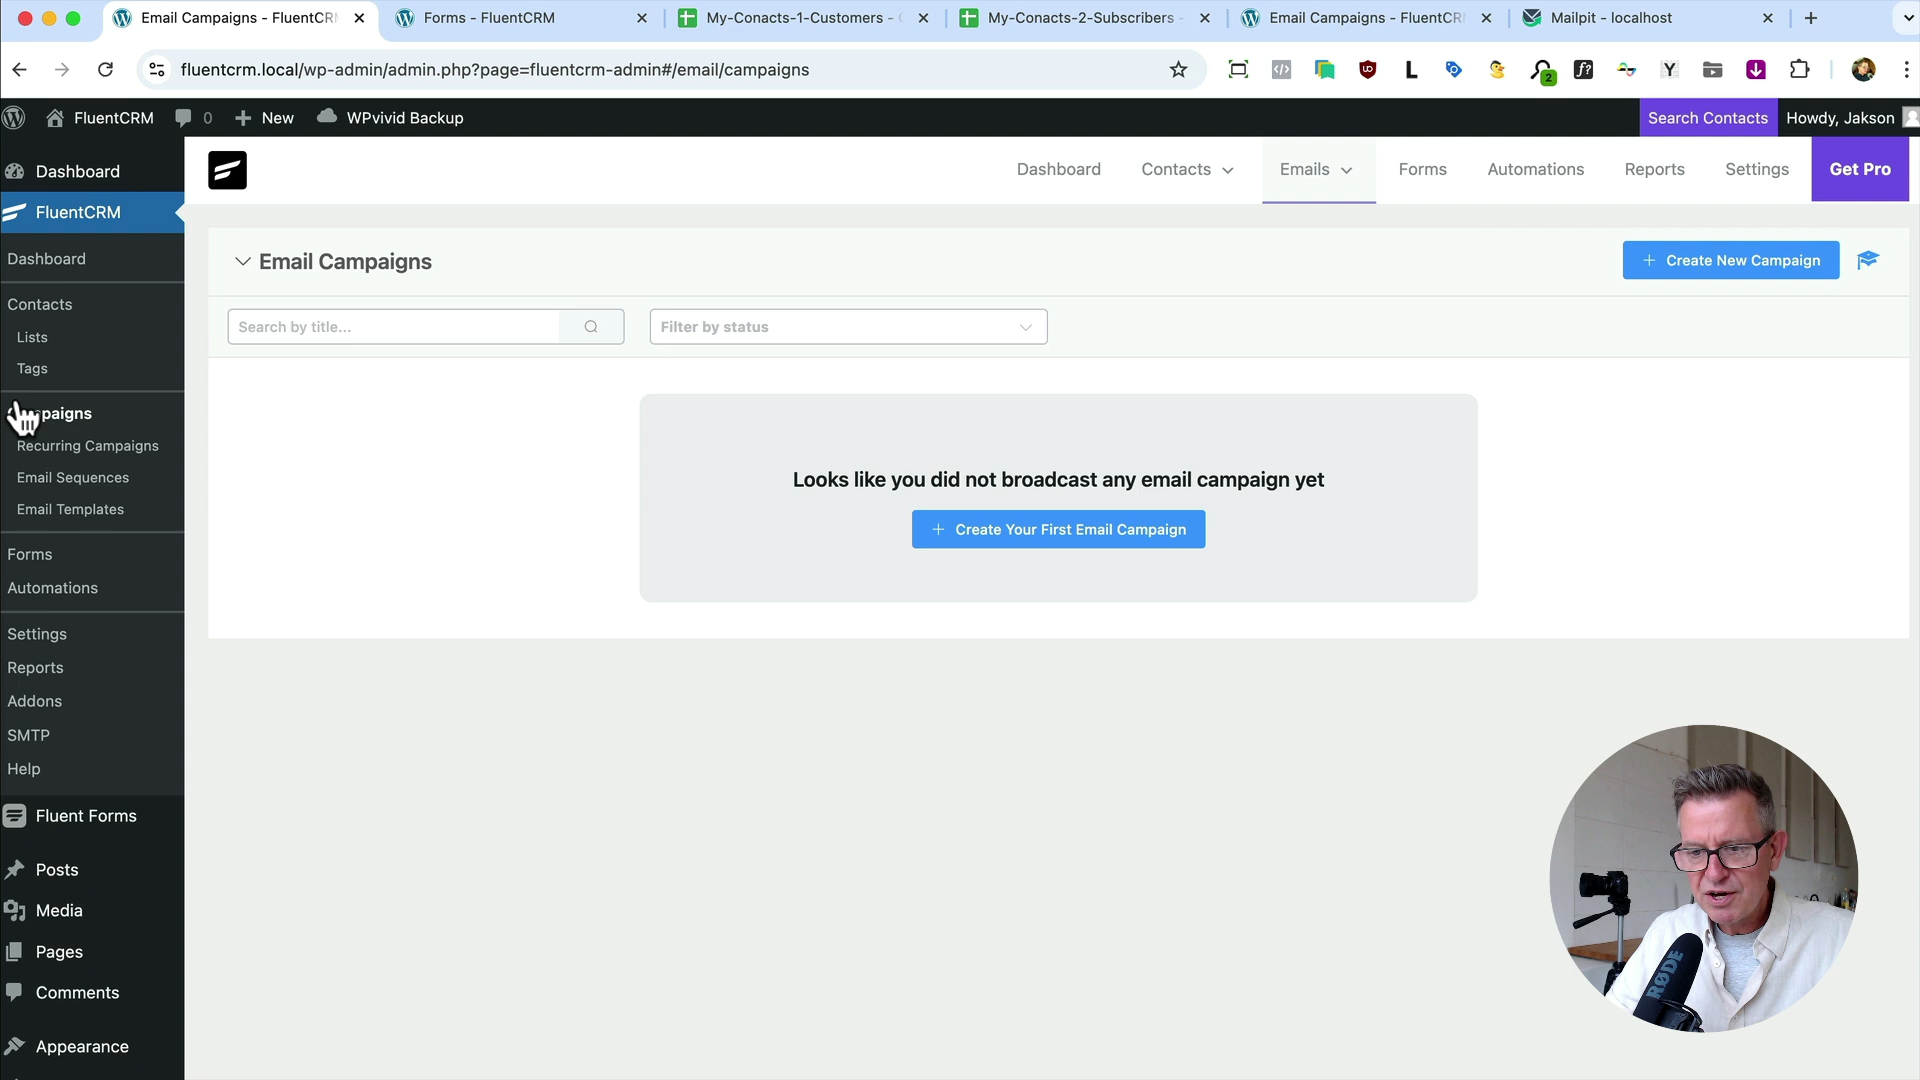 Email Campaigns - FluentCR
Forms - FluentCRM
My-Conacts-1-Customers -
My-Conacts-2-Subscribers -
Email Campaigns - FluentCR
Mailpit - localhost
fluentcrm.local/wp-admin/admin.php?page=fluentcrm-admin#/email/campaigns
L
2
f?
Y
FluentCRM
0
New
WPvivid Backup
Search Contacts
Howdy, Jakson
Dashboard
FluentCRM
Dashboard
Contacts
Lists
Tags
paigns
Recurring Campaigns
Email Sequences
Email Templates
Forms
Automations
Settings
Reports
Addons
SMTP
Help
Fluent Forms
Posts
Media
Pages
Comments
Appearance
Dashboard
Contacts
Emails
Forms
Automations
Reports
Settings
Get Pro
Email Campaigns
Create New Campaign
Search by title...
Filter by status
Looks like you did not broadcast any email campaign yet
Create Your First Email Campaign
RØDE